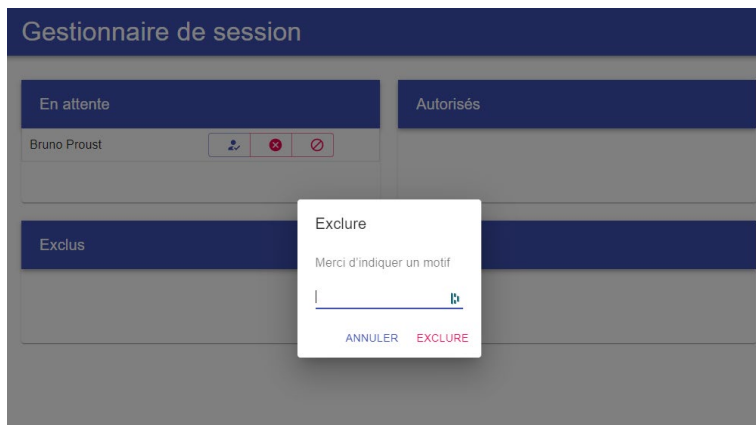 Gestionnaire de session
En attente
Autorisés
Bruno Proust
Exclus
Exclure
Merci d'indiquer un motif
ANNULER EXCLURE